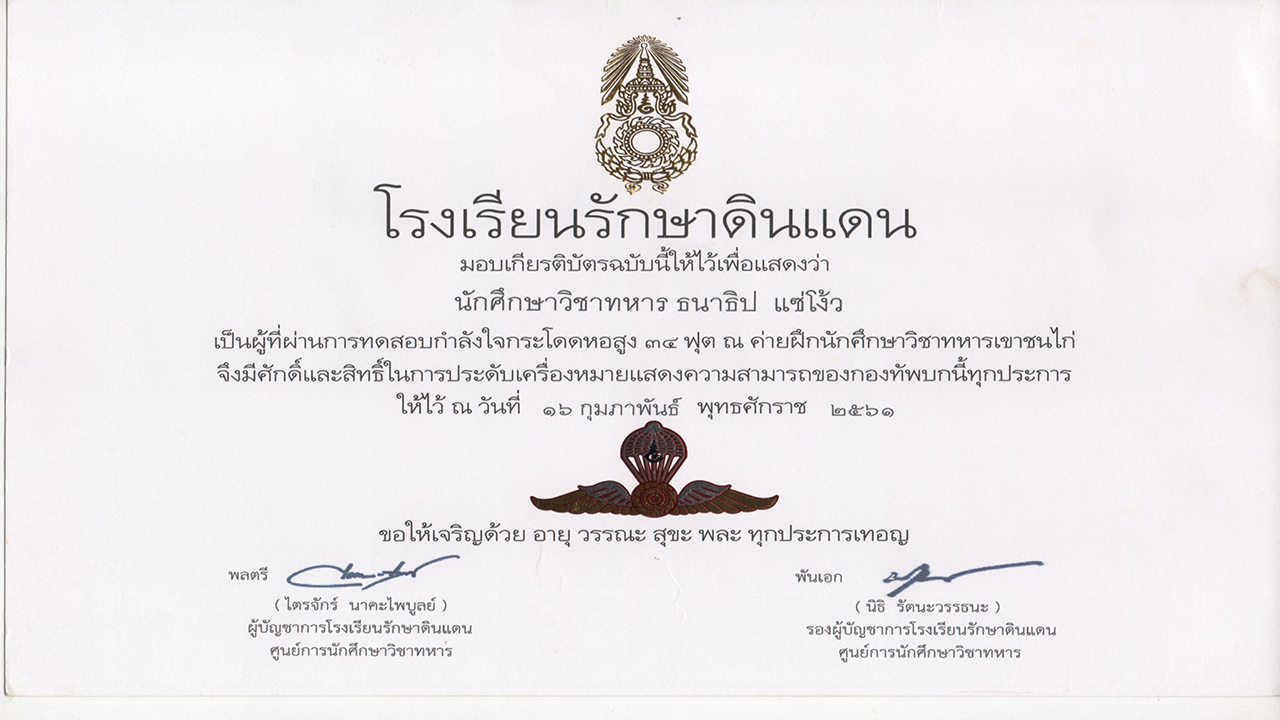 โรงเรียนรักษาดินแดน
มอบเกียรติบัตรฉบับนี้ให้ไว้เพื่อแสดงว่า
นักศึกษาวิชาทหาร ธนาธิป แซ่โง้ว
เป็นผู้ที่ผ่านการทดสอบกำลังใจกระโดดหอสูง ๓๔ ฟุต ณ ค่ายฝึกนักศึกษาวิชาทหารเขาชนไก่
จึงมีศักดิ์และสิทธิ์ในการประดับเครื่องหมายแสดงความสามารถของกองทัพบกนี้ทุกประการ
ให้ไว้ ณ วันที่ ๑๖ กุมภาพันธ์ พุทธศักราช ๒๕๖๑
ขอให้เจริญด้วย อายุ วรรณะ สุขะ พละ ทุกประการเทอญ
พลตรี
( ไตรจักร์ นาคะไพบูลย์ )
ผู้บัญชาการโรงเรียนรักษาดินแดน
ศูนย์การนักศึกษาวิชาทหาร
พันเอก
( นิธิ รัตนะวรรธนะ )
รองผู้บัญชาการโรงเรียนรักษาดินแดน
ศูนย์การนักศึกษาวิชาทหาร